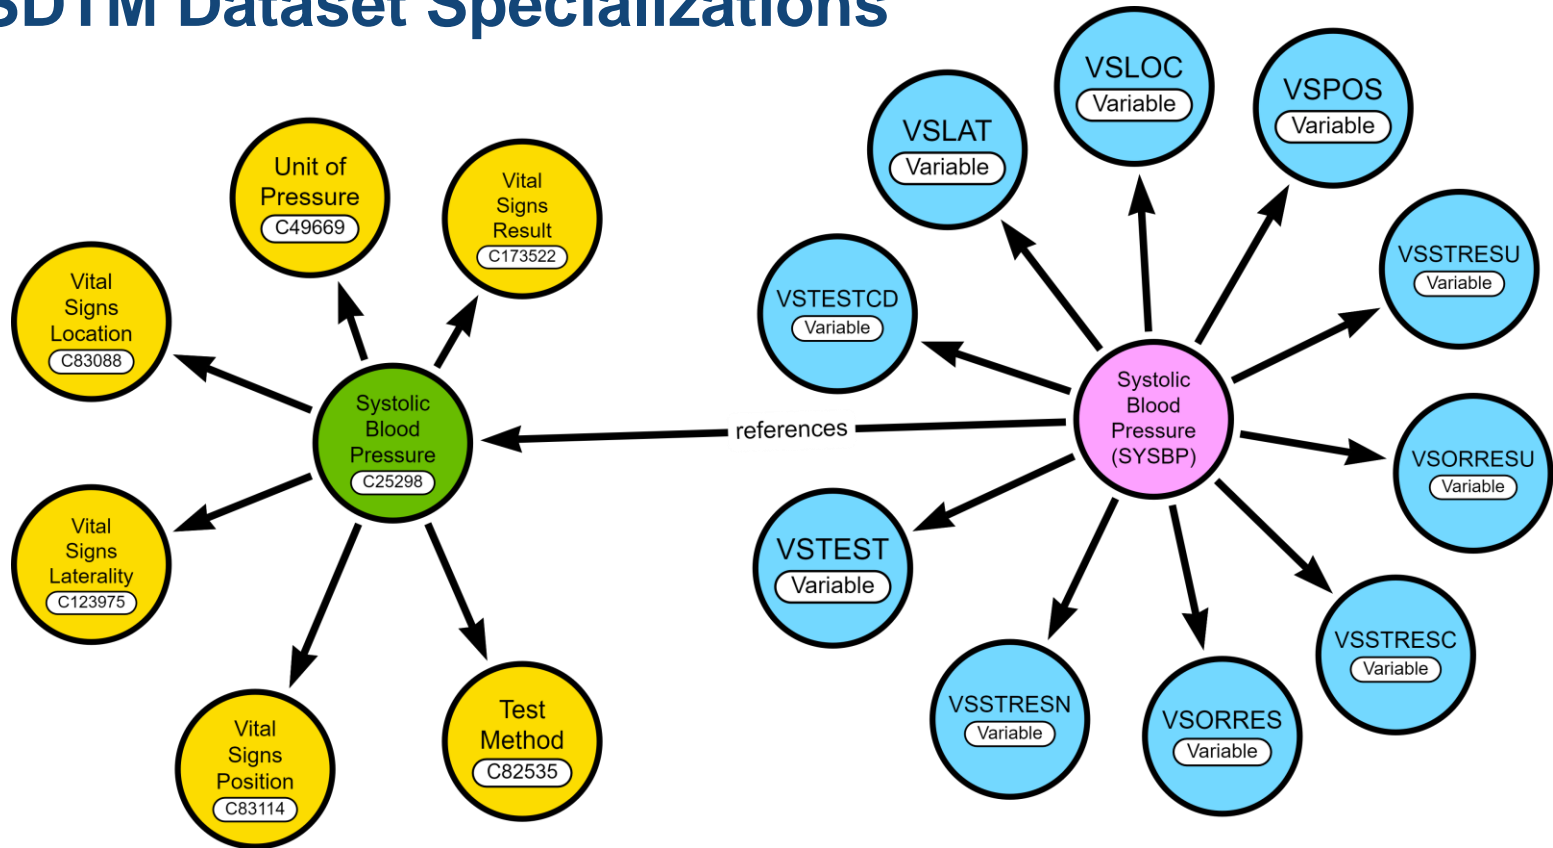 SDTM Dataset Specializations
Unit of
Pressure
C49669
Vital
Signs
Result
C173522
Vital
Signs
Location
C83088
Systolic
Blood
Pressure
C25298
Vital
Signs
Laterality
C123975
Vital
Signs
Position
C83114
Test
Method
C82535
references
VSLAT
Variable
VSLOC
Variable
VSPOS
Variable
VSTESTCD
Variable
VSSTRESU
Variable
Systolic
Blood
Pressure
(SYSBP)
VSORRESU
Variable
VSTEST
Variable
VSSTRESC
Variable
VSSTRESN
Variable
VSORRES
Variable